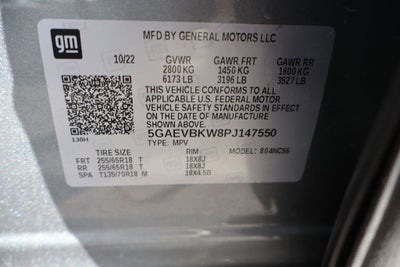 gm
MFD BY GENERAL MOTORS LLC
10/22 GVWR GAWR FRT GAWR RR
2800 KG 1450 KG 1600 KG
6173 LB 3196 LB 3527 LB
THIS VEHICLE CONFORMS TO ALL
APPLICABLE U.S. FEDERAL MOTOR
VEHICLE SAFETY STANDARDS IN EFFECT
ON THE DATE OF MANUFACTURE SHOWN ABOVE.
5GAEVBKW8PJ147550
130H
TYPE: MPV MODEL: 804NC56
TIRE SIZE RIM
FRT 255/65R18 T 18X8J
RR 255/65R18 T 18X8J
SPA T135/70R18 M 18X4.5B